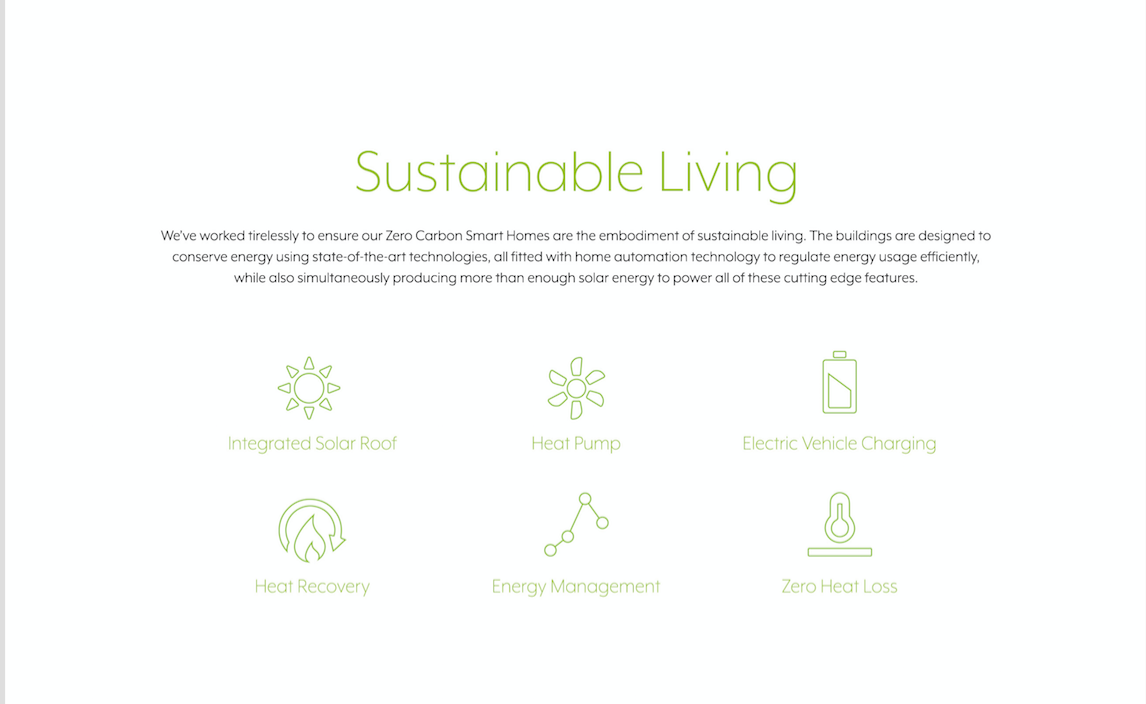 Sustainable Living
We've worked tirelessly to ensure our Zero Carbon Smart Homes are the embodiment of sustainable living. The buildings are designed to
conserve energy using state-of-the-art technologies, all fitted with home automation technology to regulate energy usage efficiently,
while also simultaneously producing more than enough solar energy to power all of these cutting edge features.
Integrated Solar Roof
Heat Pump
Electric Vehicle Charging
Heat Recovery
Energy Management
Zero Heat Loss